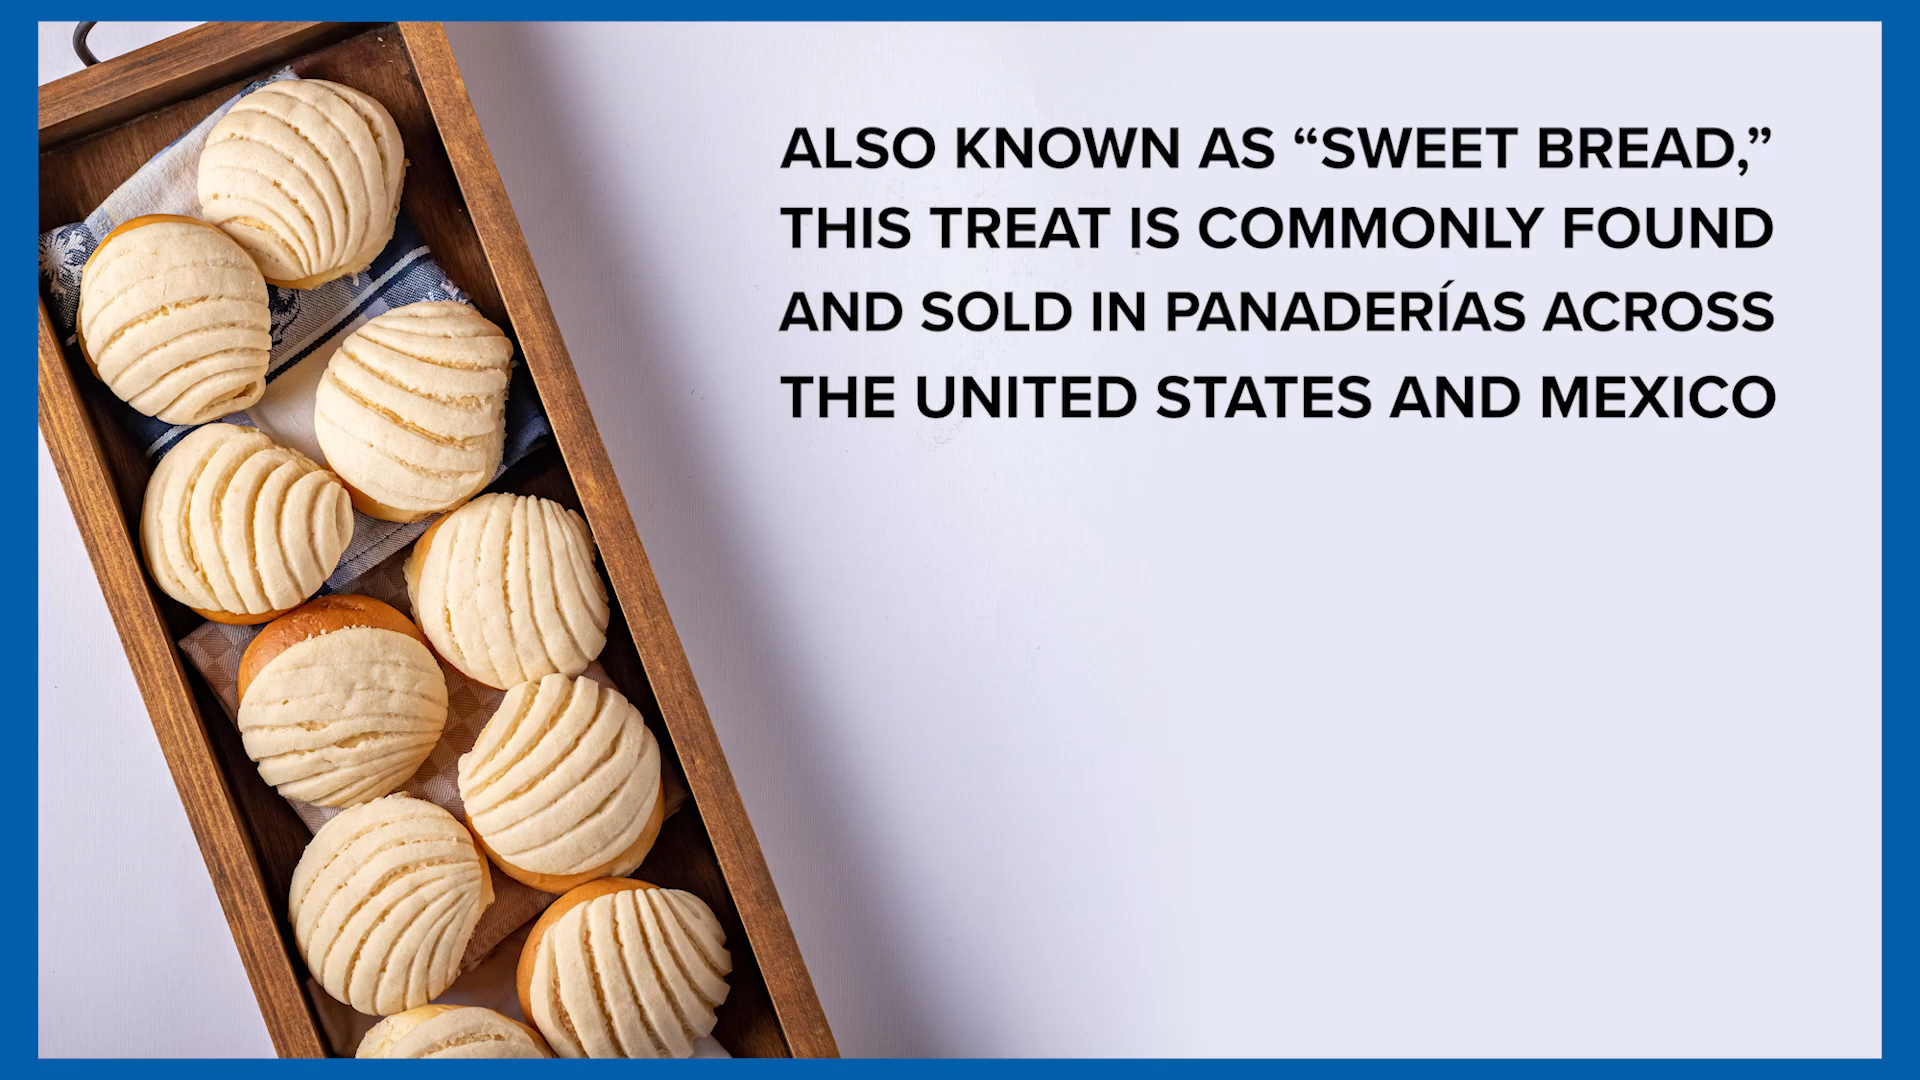 ALSO KNOWN AS “SWEET BREAD,”
THIS TREAT IS COMMONLY FOUND
AND SOLD IN PANADERÍAS ACROSS
THE UNITED STATES AND MEXICO